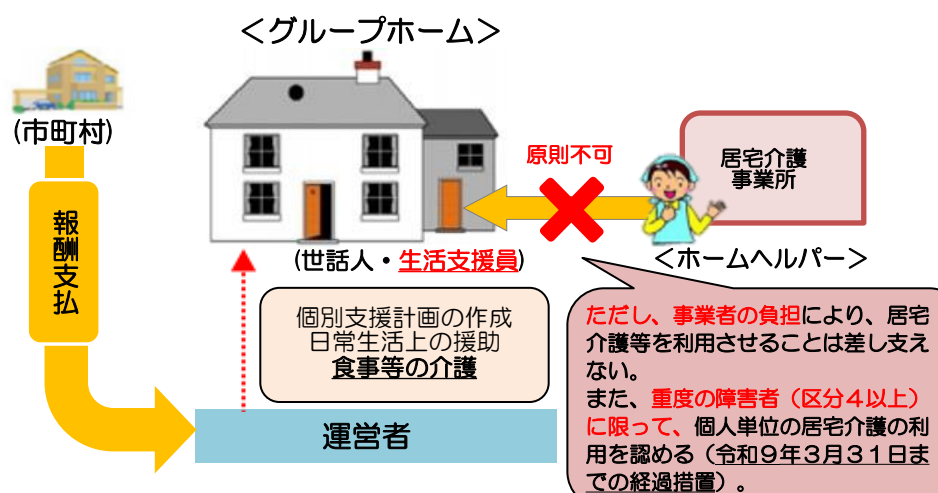 <グループホーム>
(市町村)
報酬支払
原則不可
居宅介護
事業所
(世話人・生活支援員)
<ホームヘルパー>
個別支援計画の作成
日常生活上の援助
食事等の介護
運営者
ただし、事業者の負担により、居宅
介護等を利用させることは差し支え
ない。
また、重度の障害者（区分４以上）
に限って、個人単位の居宅介護の利
用を認める（令和９年３月３１日ま
での経過措置）。